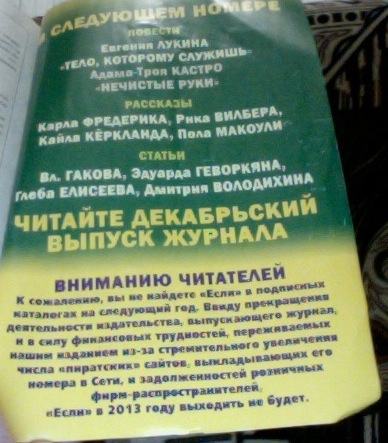 СЛЕДУЮЩЕМ НОМЕРЕ
ПОВЕСТИ
Евгения ЛУКИНА
«ТЕЛО, КОТОРОМУ СЛУЖИШЬ»
Адама-Троя КАСТРО
«НЕЧИСТЫЕ РУКИ»
РАССКАЗЫ
Карла ФРЕДЕРИКА, Рика ВИЛБЕРА,
Кайла КЁРКЛАНДА, Пола МАКОУЛИ
СТАТЬИ
Вл. ГАКОВА, Эдуарда ГЕВОРКЯНА,
Глеба ЕЛИСЕЕВА, Дмитрия ВОЛОДИХИНА
ЧИТАЙТЕ ДЕКАБРЬСКИЙ
ВЫПУСК ЖУРНАЛА
ВНИМАНИЮ ЧИТАТЕЛЕЙ
К сожалению, вы не найдете «Если» в подписных
каталогах на следующий год. Ввиду прекращения
деятельности издательства, выпускающего журнал,
и в силу финансовых трудностей, переживаемых
нашим изданием из-за стремительного увеличения
числа «пиратских» сайтов, выкладывающих его
номера в Сети, и задолженностей розничных
фирм-распространителей,
«Если» в 2013 году выходить не будет.